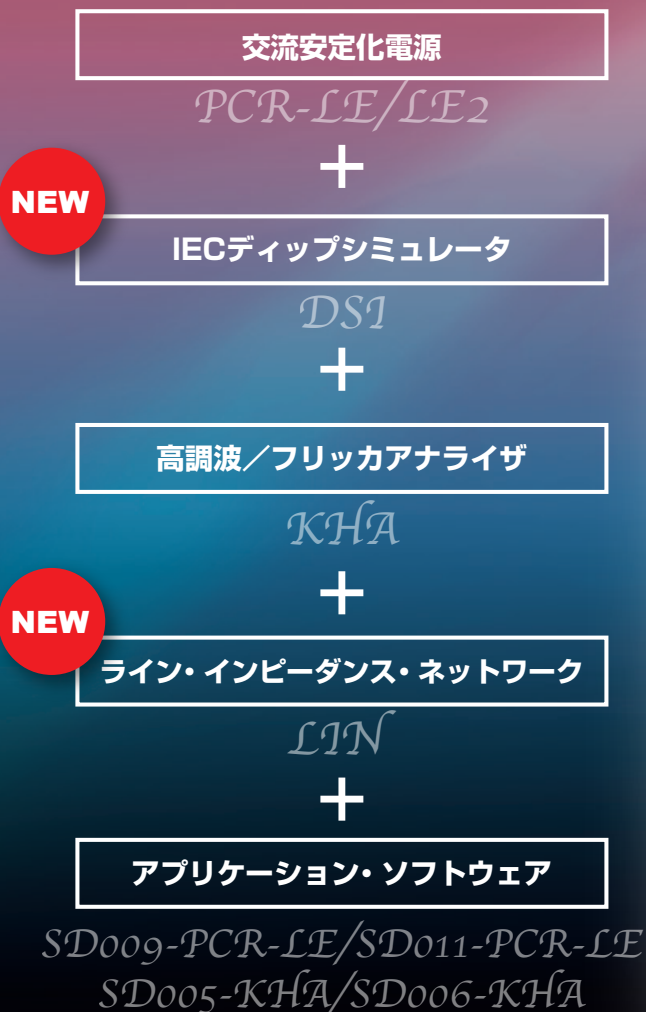 交流安定化電源
PCR-LE/LE2
+
NEW
IECディップシミュレータ
DSI
+
高調波／フリッカアナライザ
KHA
+
NEW
ライン・インピーダンス・ネットワーク
LIN
+
アプリケーション・ソフトウェア
SD009-PCR-LE/SD011-PCR-LE
SD005-KHA/SD006-KHA